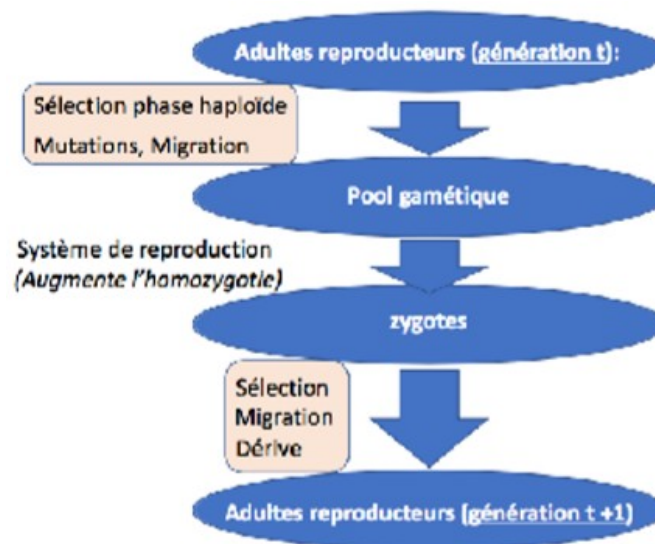 Adultes reproducteurs (génération t):
Sélection phase haploïde
Mutations, Migration
Pool gamétique
Système de reproduction
(Augmente l'homozygotie)
zygotes
Sélection
Migration
Dérive
Adultes reproducteurs (génération t +1)